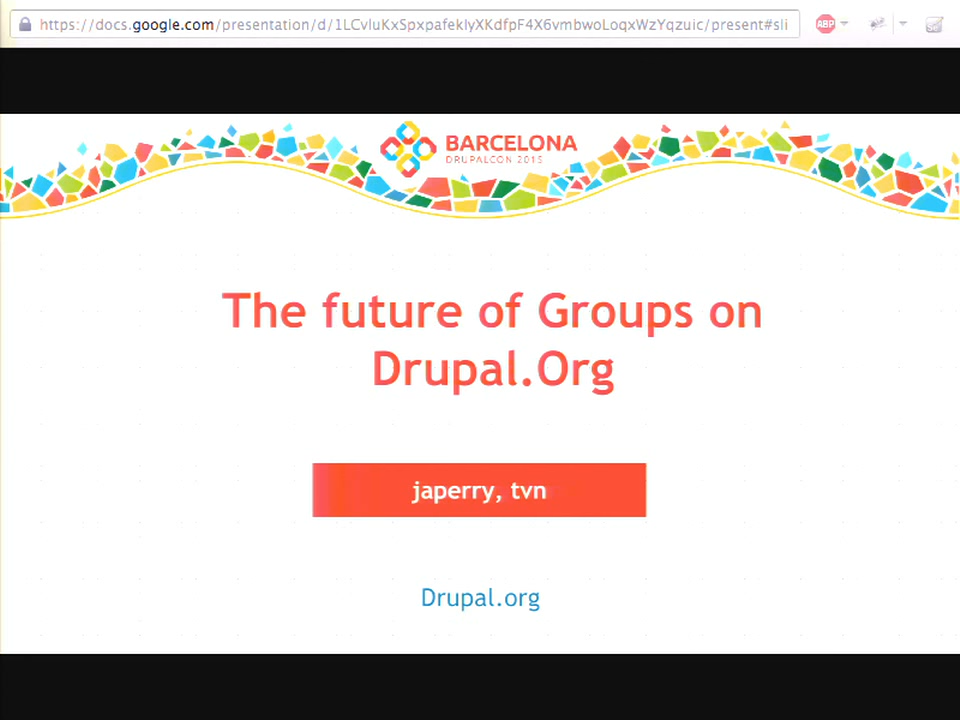 https://docs.google.com/presentation/d/1LCvluKxSpxpafeklyXKdfpF4X6vmbwoLoqxWzYqzuic/present#sli
ABP
BARCELONA
DRUPALCON 2015
The future of Groups on
Drupal.Org
japerry, tvn
Drupal.org